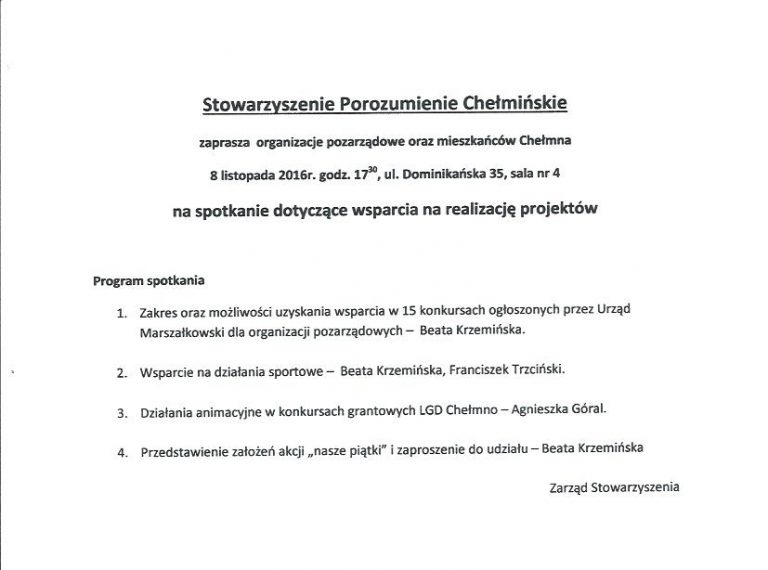 Stowarzyszenie Porozumienie Chełmińskie
zaprasza organizacje pozarządowe oraz mieszkańców Chełmna
8 listopada 2016r. godz. 17³⁰, ul. Dominikańska 35, sala nr 4
na spotkanie dotyczące wsparcia na realizację projektów
Program spotkania
1. Zakres oraz możliwości uzyskania wsparcia w 15 konkursach ogłoszonych przez Urząd
Marszałkowski dla organizacji pozarządowych – Beata Krzemińska.
2. Wsparcie na działania sportowe – Beata Krzemińska, Franciszek Trzciński.
3. Działania animacyjne w konkursach grantowych LGD Chełmno – Agnieszka Góral.
4. Przedstawienie założeń akcji „nasze piątki” i zaproszenie do udziału – Beata Krzemińska
Zarząd Stowarzyszenia